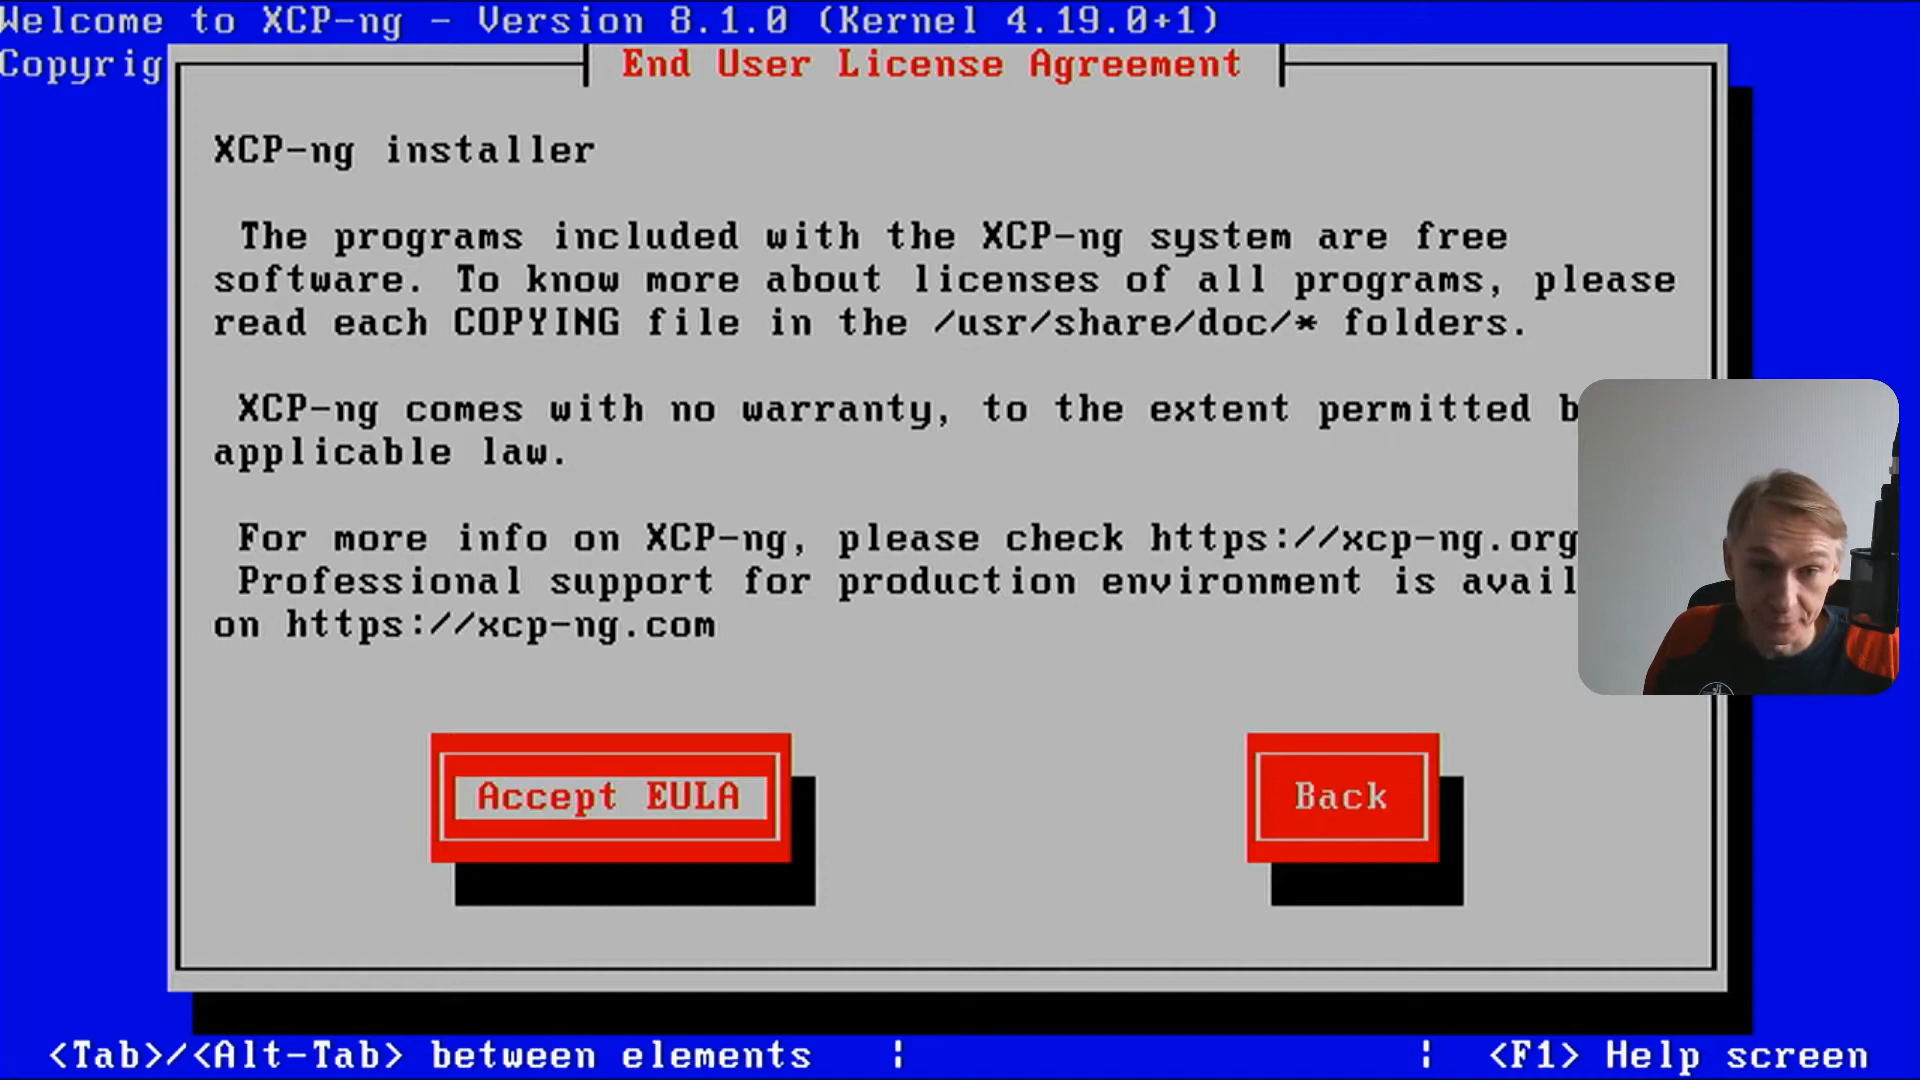 Welcome to XCP-ng - Version 8.1.0 (Kernel 4.19.0+1)
Copyrig
End User License Agreement
XCP-ng installer
The programs included with the XCP-ng system are free
software. To know more about licenses of all programs, please
read each COPYING file in the /usr/share/doc/* folders.
XCP-ng comes with no warranty, to the extent permitted b
applicable law.
For more info on XCP-ng, please check https://xcp-ng.org
Professional support for production environment is avail
on https://xcp-ng.com
Accept EULA
Back
<Tab>/<Alt-Tab> between elements | | <F1> Help screen